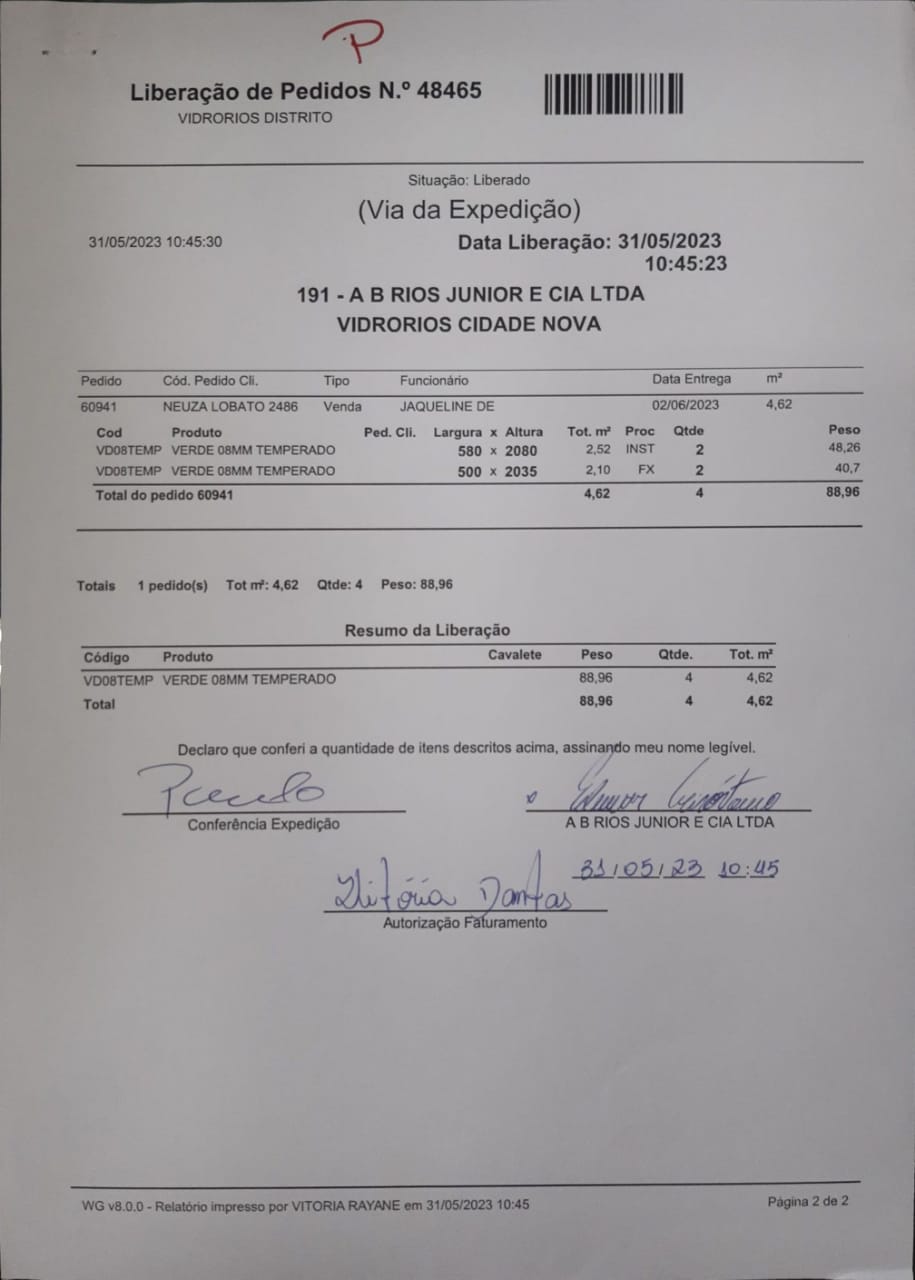 P
Liberação de Pedidos N.º 48465
VIDRORIOS DISTRITO
Situação: Liberado
(Via da Expedição)
31/05/2023 10:45:30 Data Liberação: 31/05/2023
10:45:23
191 - A B RIOS JUNIOR E CIA LTDA
VIDRORIOS CIDADE NOVA
Pedido Cód. Pedido Cli. Tipo Funcionário Data Entrega m²
60941 NEUZA LOBATO 2486 Venda JAQUELINE DE 02/06/2023 4,62
Cod Produto Ped. Cli. Largura x Altura Tot. m² Proc Qtde Peso
VD08TEMP VERDE 08MM TEMPERADO 580 x 2080 2,52 INST 2 48,26
VD08TEMP VERDE 08MM TEMPERADO 500 x 2035 2,10 FX 2 40,7
Total do pedido 60941 4,62 4 88,96
Totais 1 pedido(s) Tot m²: 4,62 Qtde: 4 Peso: 88,96
Resumo da Liberação
Código Produto Cavalete Peso Qtde. Tot. m²
VD08TEMP VERDE 08MM TEMPERADO 88,96 4 4,62
Total 88,96 4 4,62
Declaro que conferi a quantidade de itens descritos acima, assinando meu nome legível.
Conferência Expedição A B RIOS JUNIOR E CIA LTDA
31/05/23 10:45
Vitória Dantas
Autorização Faturamento
WG v8.0.0 - Relatório impresso por VITORIA RAYANE em 31/05/2023 10:45 Página 2 de 2